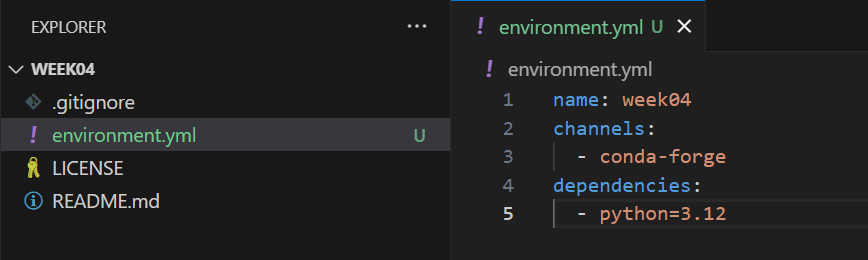 EXPLORER
WEEK04
.gitignore
environment.yml U
LICENSE
README.md
environment.yml U
environment.yml
1 name: week04
2 channels:
3   - conda-forge
4 dependencies:
5   - python=3.12